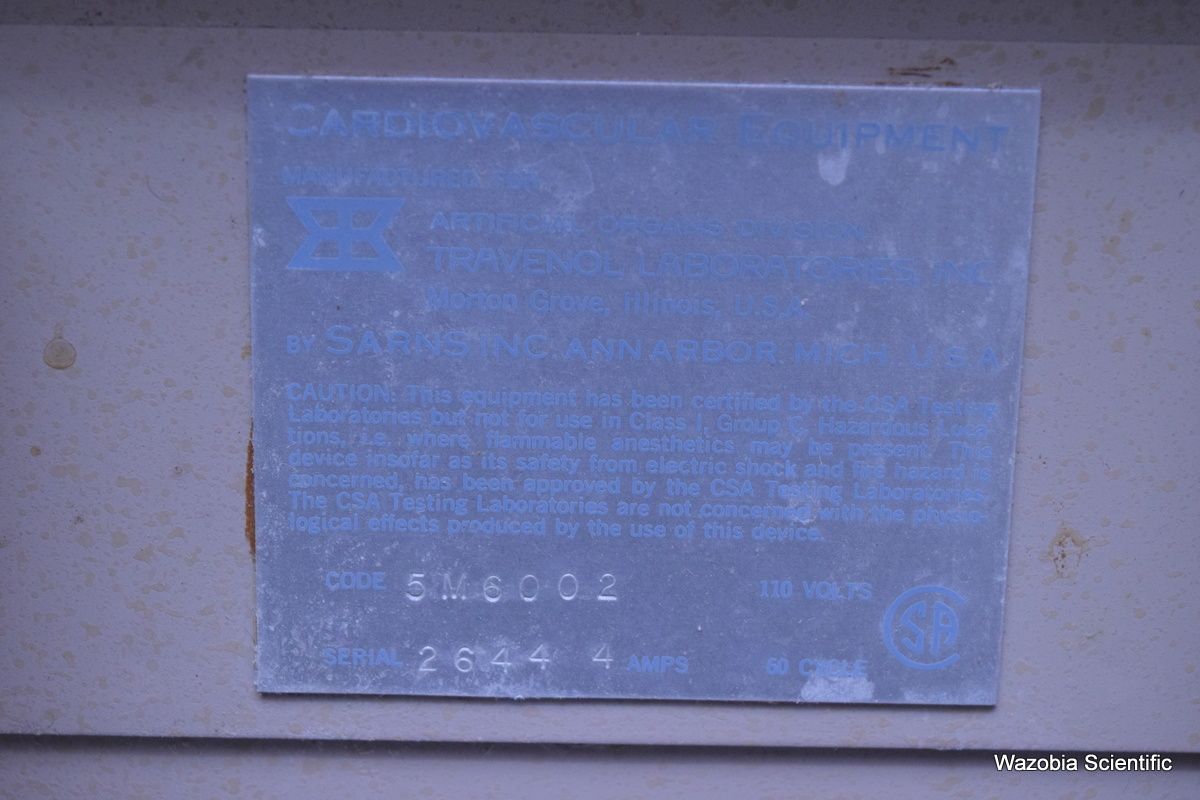 CARDIOVASCULAR EQUIPMENT
MANUFACTURED FOR
ARTIFICIAL ORGANS DIVISION
TRAVENOL LABORATORIES, INC.
Morton Grove, Illinois, U.S.A.
BY SARNS INC. ANN ARBOR, MICH. U.S.A.
CAUTION: This equipment has been certified by the CSA Testing
Laboratories but not for use in Class I, Group C, Hazardous Loca-
tions, i.e. where flammable anesthetics may be present. This
device insofar as its safety from electric shock and fire hazard is
concerned, has been approved by the CSA Testing Laboratories.
The CSA Testing Laboratories are not concerned with the physio-
logical effects produced by the use of this device.
CODE 5M6002 110 VOLTS
SERIAL 2644 4 AMPS 60 CYCLE
CSA
Wazobia Scientific